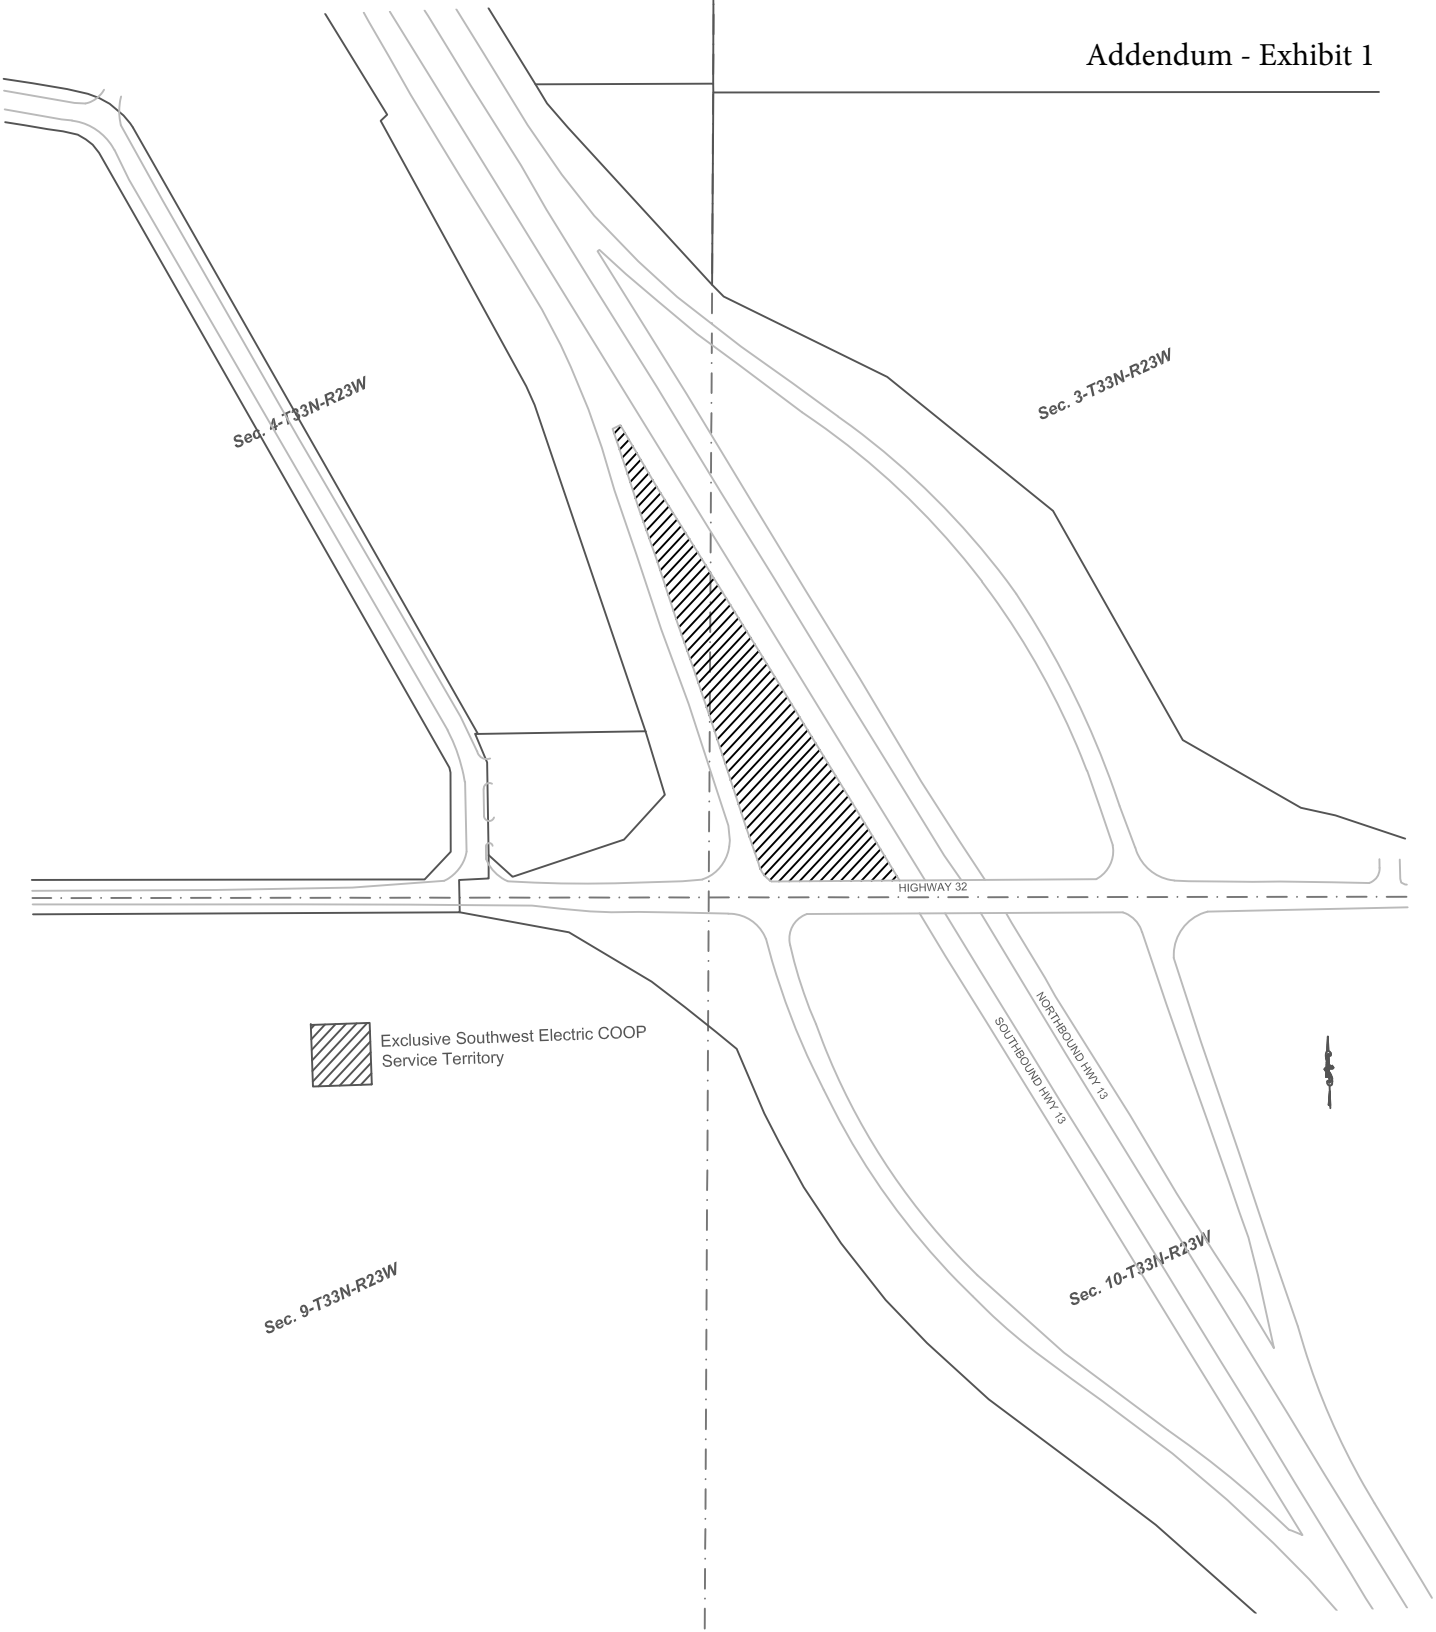 Addendum - Exhibit 1
Sec. 3-T33N-R23W
Sec. 4-T33N-R23W
HIGHWAY 32
NORTHBOUND HWY 13
SOUTHBOUND HWY 13
Exclusive Southwest Electric COOP
Service Territory
Sec. 10-T33N-R23W
Sec. 9-T33N-R23W